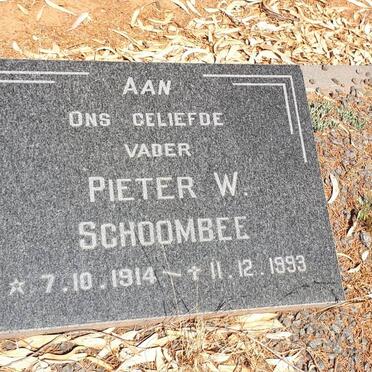 AAN
ONS GELIEFDE
VADER
PIETER W.
SCHOOMBEE
☆ 7.10.1914 – ✝ 11.12.1993